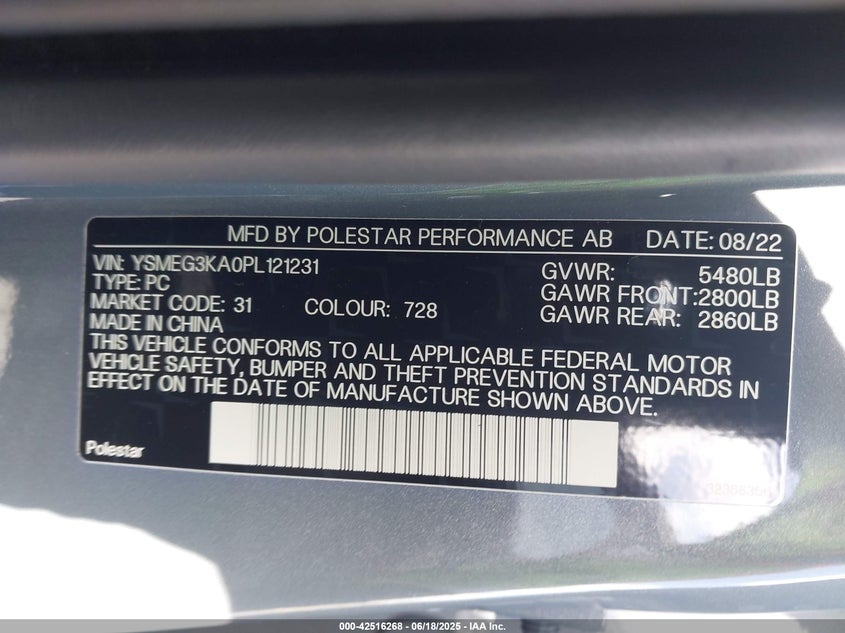 MFD BY POLESTAR PERFORMANCE AB DATE: 08/22
VIN: YSMEG3KA0PL121231 GVWR: 5480LB
TYPE: PC GAWR FRONT:2800LB
MARKET CODE: 31 COLOUR: 728 GAWR REAR: 2860LB
MADE IN CHINA
THIS VEHICLE CONFORMS TO ALL APPLICABLE FEDERAL MOTOR
VEHICLE SAFETY, BUMPER AND THEFT PREVENTION STANDARDS IN
EFFECT ON THE DATE OF MANUFACTURE SHOWN ABOVE.
Polestar
000-42516268 - 06/18/2025 - IAA Inc.